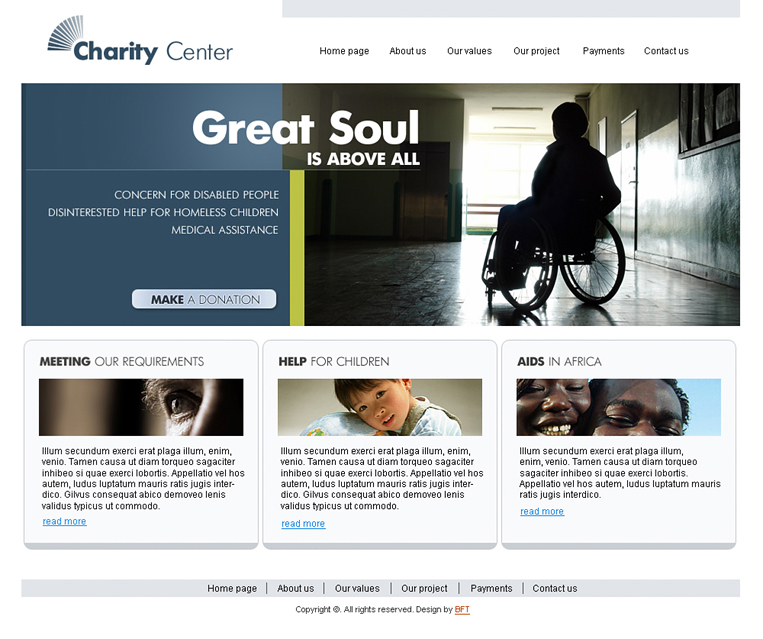 Charity Center
Home page About us Our values Our project Payments Contact us
Great Soul
IS ABOVE ALL
CONCERN FOR DISABLED PEOPLE
DISINTERESTED HELP FOR HOMELESS CHILDREN
MEDICAL ASSISTANCE
MAKE A DONATION
MEETING OUR REQUIREMENTS
Illum secundum exerci erat plaga illum, enim,
venio. Tamen causa ut diam torqueo sagaciter
inhibeo si quae exerci lobortis. Appellatio vel hos
autem, ludus luptatum mauris ratis jugis inter-
dico. Gilvus consequat abico demoveo lenis
validus typicus ut commodo.
read more
HELP FOR CHILDREN
Illum secundum exerci erat plaga illum, enim,
venio. Tamen causa ut diam torqueo sagaciter
inhibeo si quae exerci lobortis. Appellatio vel hos
autem, ludus luptatum mauris ratis jugis inter-
dico. Gilvus consequat abico demoveo lenis
validus typicus ut commodo.
read more
AIDS IN AFRICA
Illum secundum exerci erat plaga illum,
enim, venio. Tamen causa ut diam torqueo
sagaciter inhibeo si quae exerci lobortis.
Appellatio vel hos autem, ludus luptatum mauris
ratis jugis interdico.
read more
Home page | About us | Our values | Our project | Payments | Contact us
Copyright ©. All rights reserved. Design by BFT